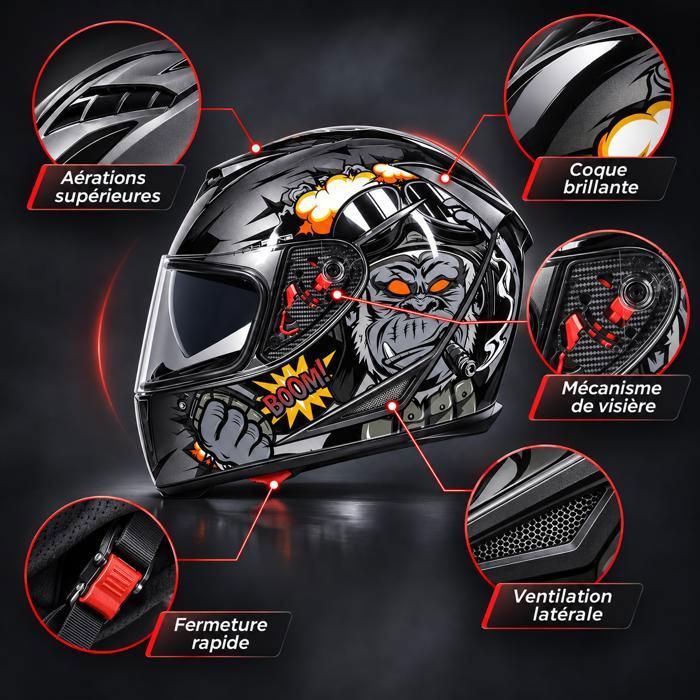 Aérations
supérieures
Coque
brillante
Mécanisme
de visière
BOOM!
Ventilation
latérale
Fermeture
rapide